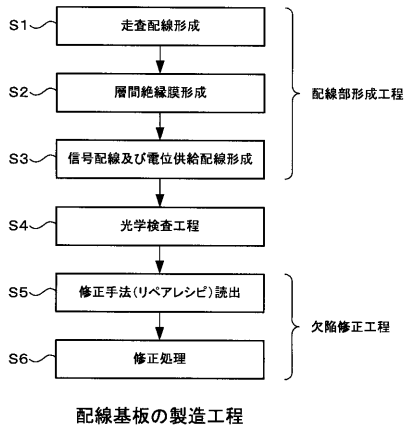 S1 走査配線形成
S2 層間絶縁膜形成
配線部形成工程
S3 信号配線及び電位供給配線形成
S4 光学検査工程
S5 修正手法(リペアレシピ)読出
欠陥修正工程
S6 修正処理
配線基板の製造工程